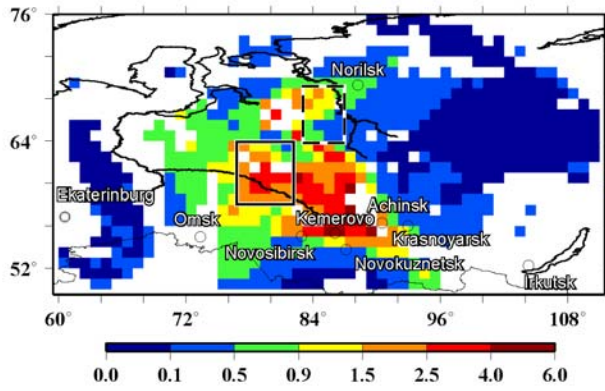 76°
Norilsk
64°
Ekaterinburg
Achinsk
Omsk
Kemerovo
Krasnoyarsk
Novosibirsk
Novokuznetsk
52°
Irkutsk
60° 72° 84° 96° 108°
0.0 0.1 0.5 0.9 1.5 2.5 4.0 6.0